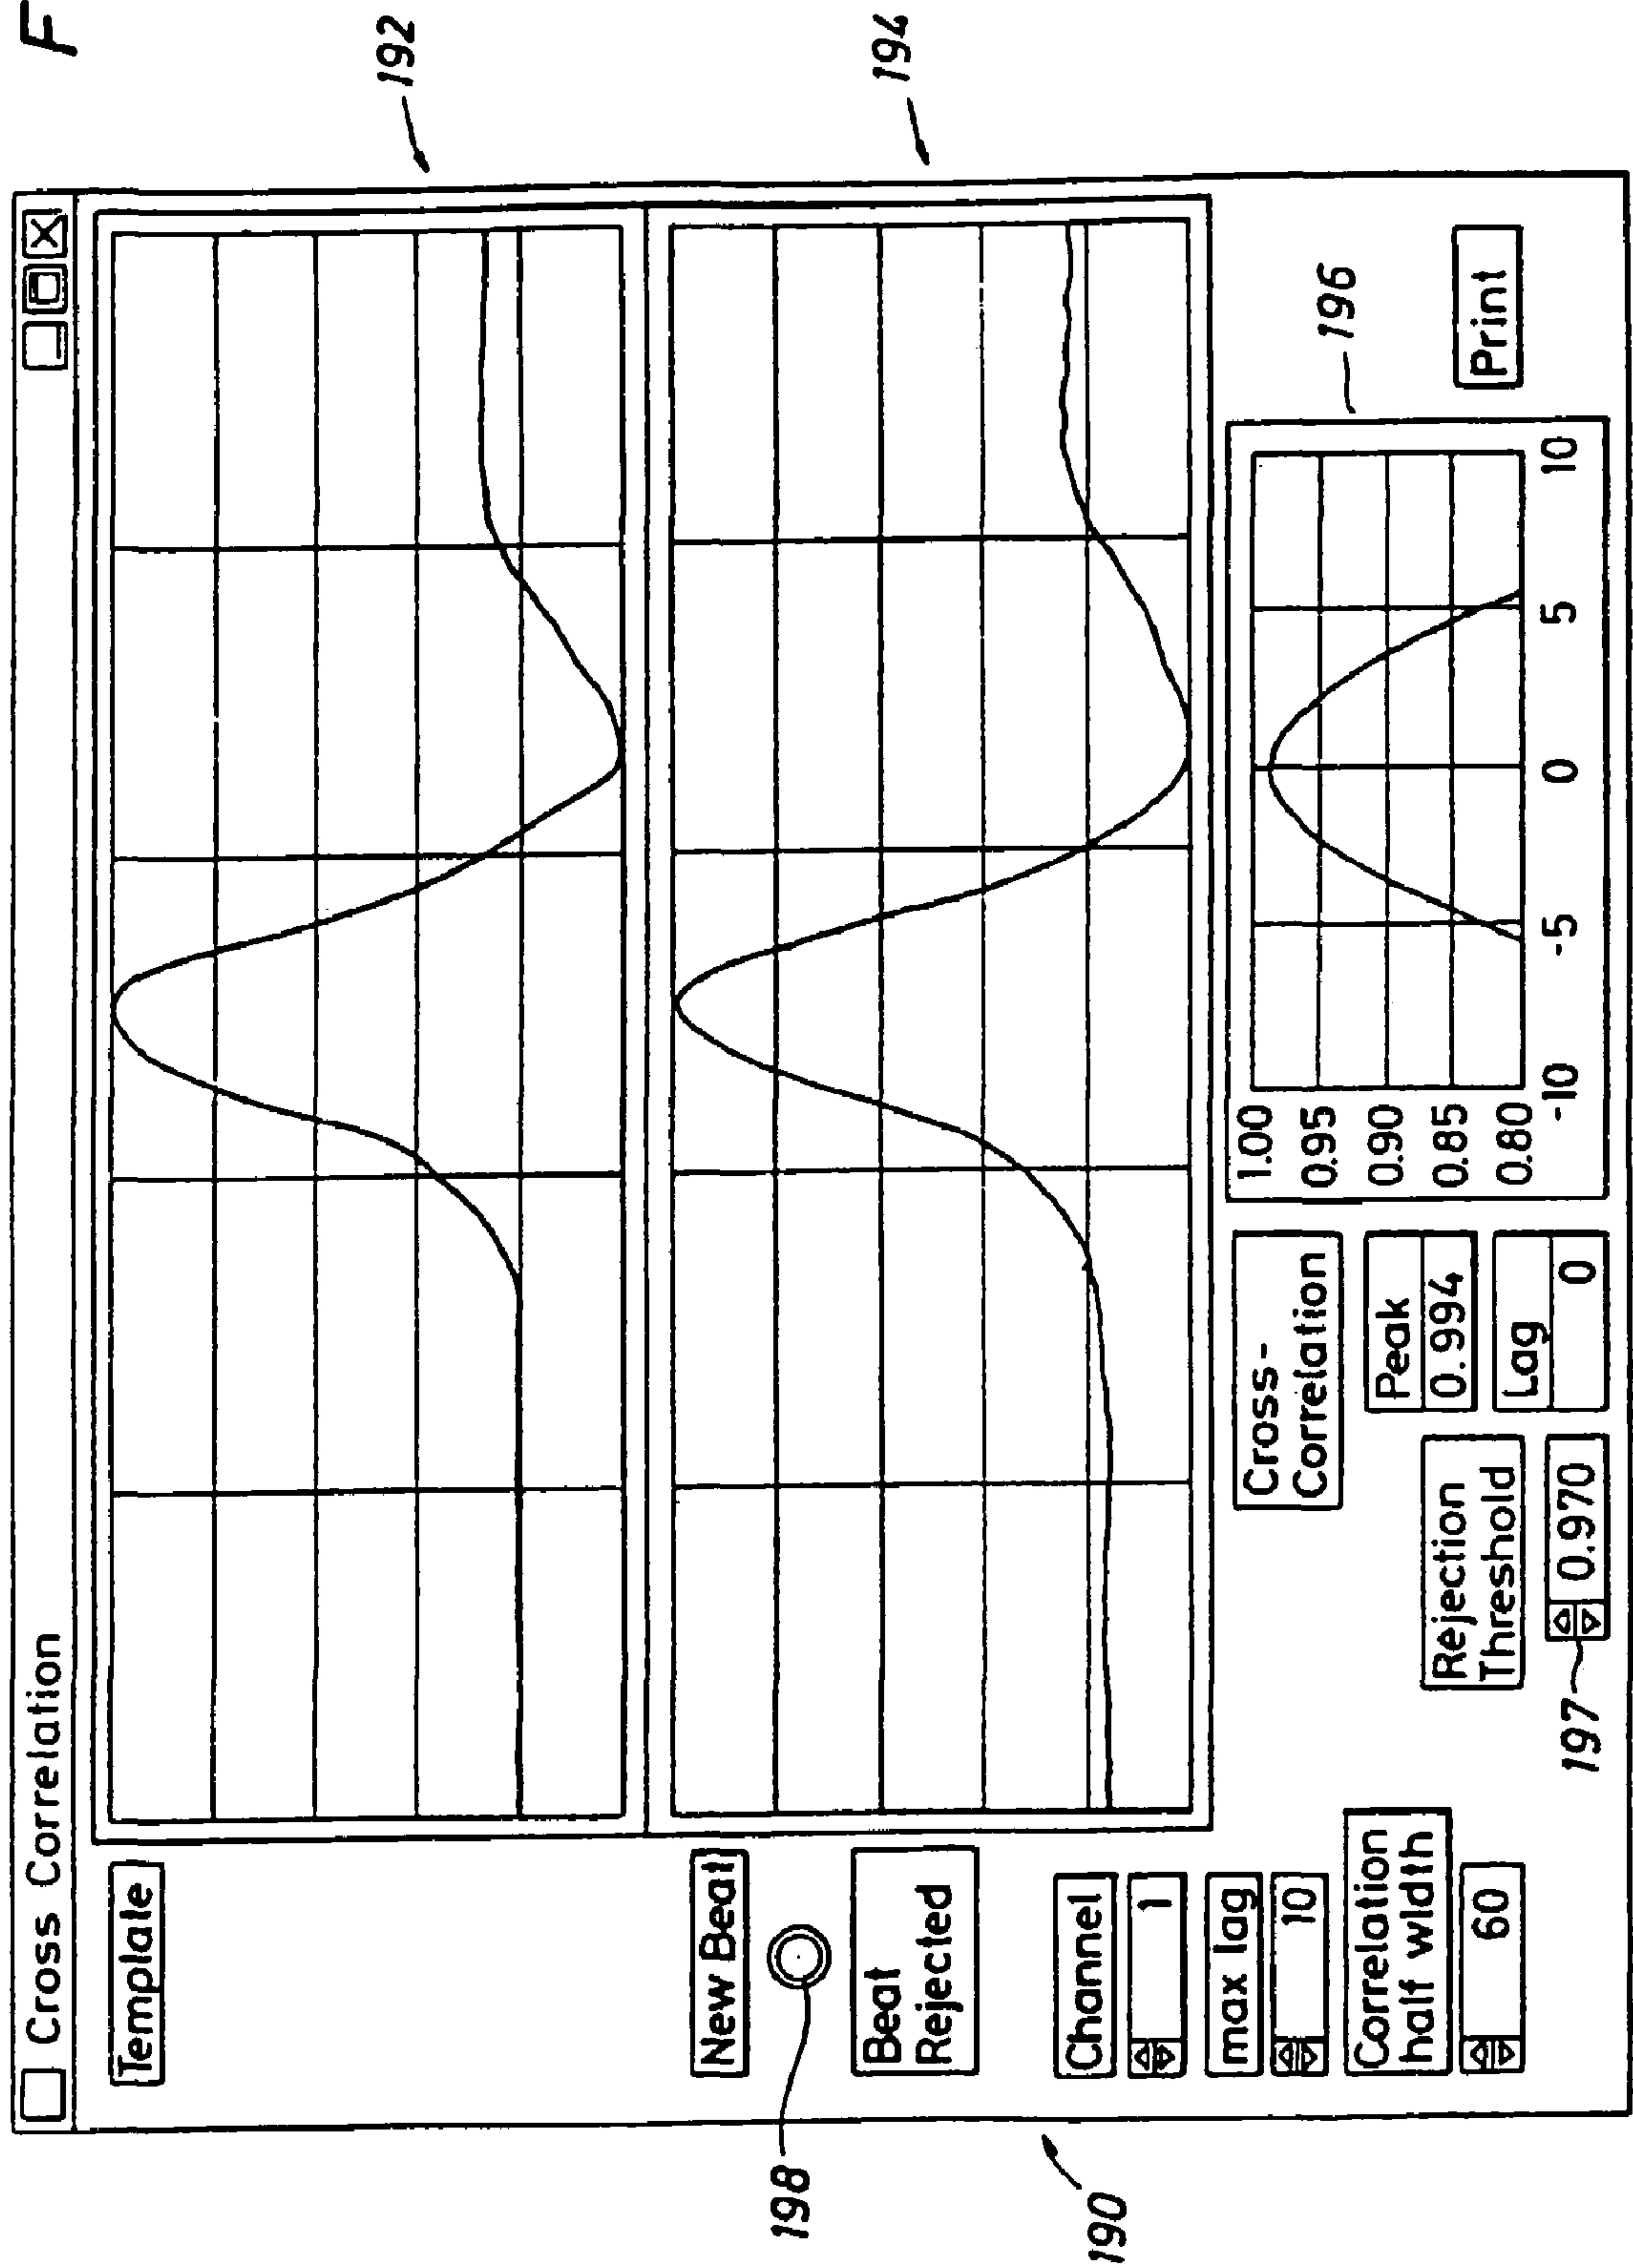 F
Cross Correlation
192
Template
194
New Beat
198
Beat
Rejected
190
Channel
1
max lag
10
Correlation
half width
60
Cross-
Correlation
Peak
0.994
Lag
0
Rejection
Threshold
0.970
197
196
1.00
0.95
0.90
0.85
0.80
-10
-5
0
5
10
Print